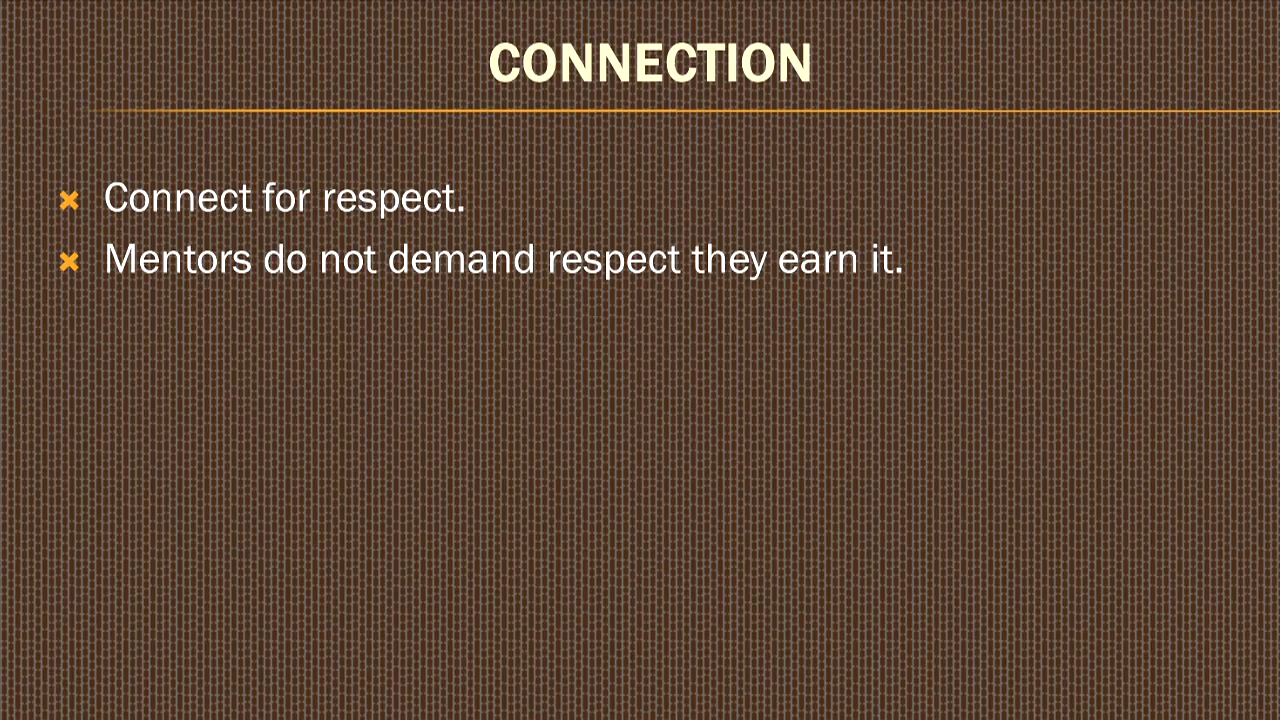 CONNECTION
Connect for respect.
Mentors do not demand respect they earn it.